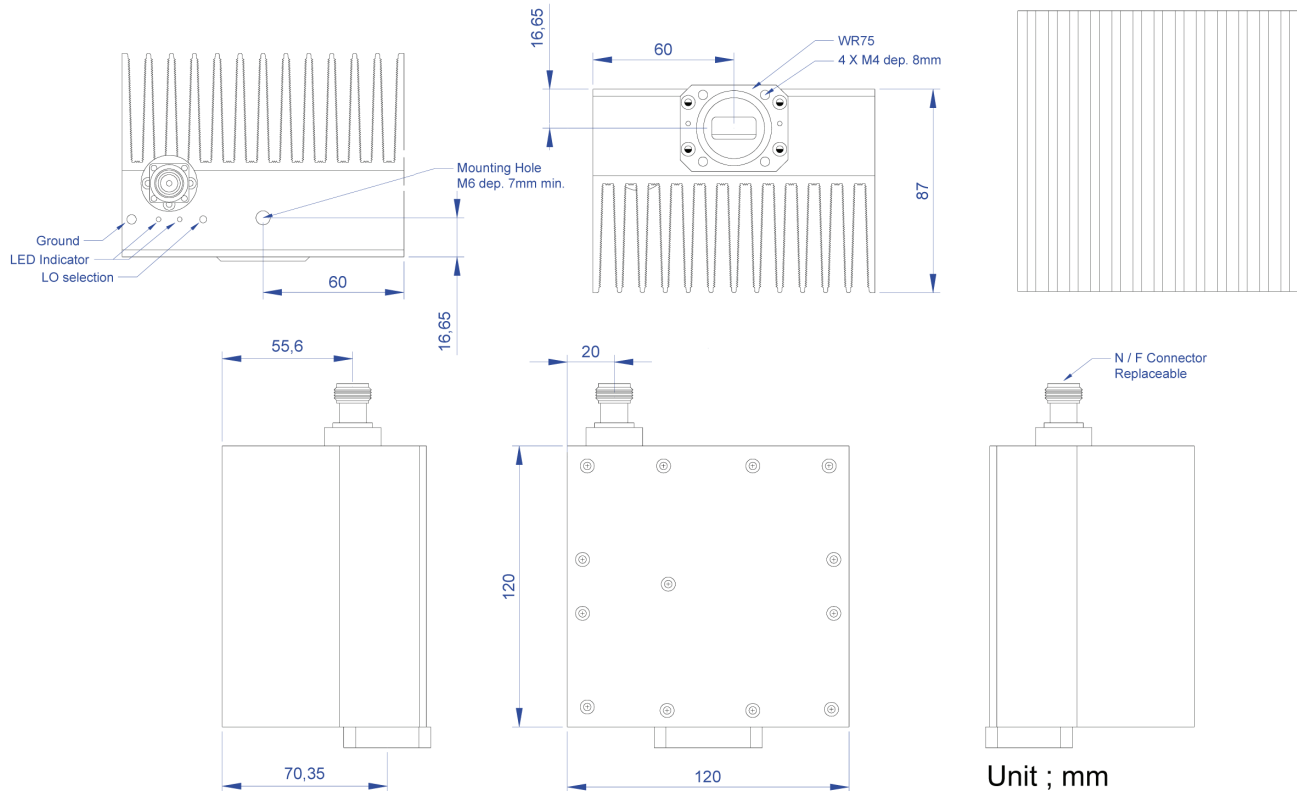 16,65
60
WR75
4 X M4 dep. 8mm
87
Mounting Hole
M6 dep. 7mm min.
Ground
LED Indicator
LO selection
60
16,65
55,6
20
N / F Connector
Replaceable
120
70,35
120
Unit ; mm